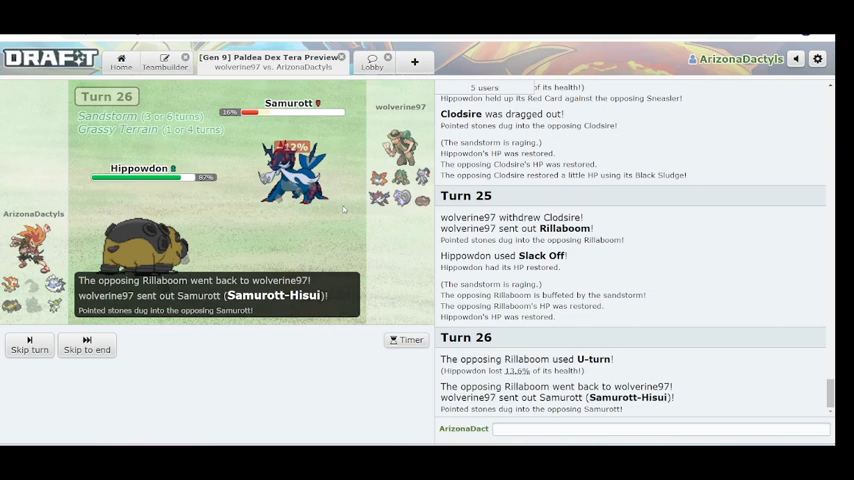 DRAFT
Home
Teambuilder
[Gen 9] Paldea Dex Tera Preview
wolverine97 vs. ArizonaDactyls
Lobby
ArizonaDactyls
Turn 26
Sandstorm (3 or 6 turns)
Grassy Terrain (1 or 4 turns)
Samurott
16%
−12%
Hippowdon
87%
wolverine97
ArizonaDactyls
The opposing Rillaboom went back to wolverine97!
wolverine97 sent out Samurott (Samurott-Hisui)!
Pointed stones dug into the opposing Samurott!
Skip turn
Skip to end
Timer
5 users
of its health!)
Hippowdon held up its Red Card against the opposing Sneasler!
Clodsire was dragged out!
Pointed stones dug into the opposing Clodsire!
(The sandstorm is raging.)
Hippowdon's HP was restored.
The opposing Clodsire's HP was restored.
The opposing Clodsire restored a little HP using its Black Sludge!
Turn 25
wolverine97 withdrew Clodsire!
wolverine97 sent out Rillaboom!
Pointed stones dug into the opposing Rillaboom!
Hippowdon used Slack Off!
Hippowdon had its HP restored.
(The sandstorm is raging.)
The opposing Rillaboom is buffeted by the sandstorm!
The opposing Rillaboom's HP was restored.
Hippowdon's HP was restored.
Turn 26
The opposing Rillaboom used U-turn!
(Hippowdon lost 13.6% of its health!)
The opposing Rillaboom went back to wolverine97!
wolverine97 sent out Samurott (Samurott-Hisui)!
Pointed stones dug into the opposing Samurott!
ArizonaDact